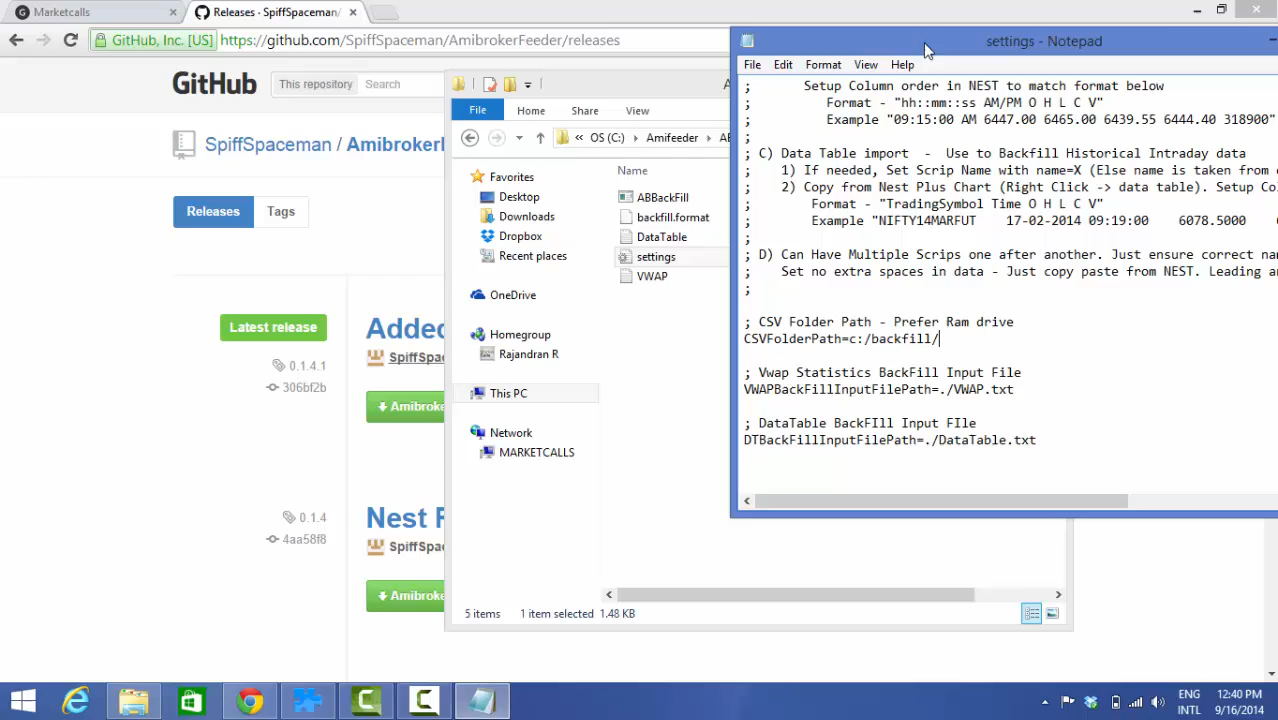 Marketcalls
Releases · SpiffSpaceman/
GitHub, Inc. [US]
https://github.com/SpiffSpaceman/AmibrokerFeeder/releases
GitHub
This repository
Search
SpiffSpaceman / Amibroker
Releases
Tags
Latest release
0.1.4.1
306bf2b
Added
SpiffSpa
Amibroke
0.1.4
4aa58f8
Nest
SpiffSpa
Amibroke
File
Home
Share
View
« OS (C:)
Amifeeder
Favorites
Desktop
Downloads
Dropbox
Recent places
OneDrive
Homegroup
Rajandran R
This PC
Network
MARKETCALLS
Name
ABBackFill
backfill.format
DataTable
settings
VWAP
5 items
1 item selected 1.48 KB
settings - Notepad
File Edit Format View Help
; Setup Column order in NEST to match format below
; Format - "hh::mm::ss AM/PM O H L C V"
; Example "09:15:00 AM 6447.00 6465.00 6439.55 6444.40 318900"
;
; C) Data Table import - Use to Backfill Historical Intraday data
; 1) If needed, Set Scrip Name with name=X (Else name is taken from
; 2) Copy from Nest Plus Chart (Right Click -> data table). Setup Co
; Format - "TradingSymbol Time O H L C V"
; Example "NIFTY14MARFUT 17-02-2014 09:19:00 6078.5000
;
; D) Can Have Multiple Scrips one after another. Just ensure correct na
; Set no extra spaces in data - Just copy paste from NEST. Leading a
;
; CSV Folder Path - Prefer Ram drive
CSVFolderPath=c:/backfill/
; Vwap Statistics BackFill Input File
VWAPBackFillInputFilePath=./VWAP.txt
; DataTable BackFIll Input FIle
DTBackFillInputFilePath=./DataTable.txt
ENG
INTL
12:40 PM
9/16/2014